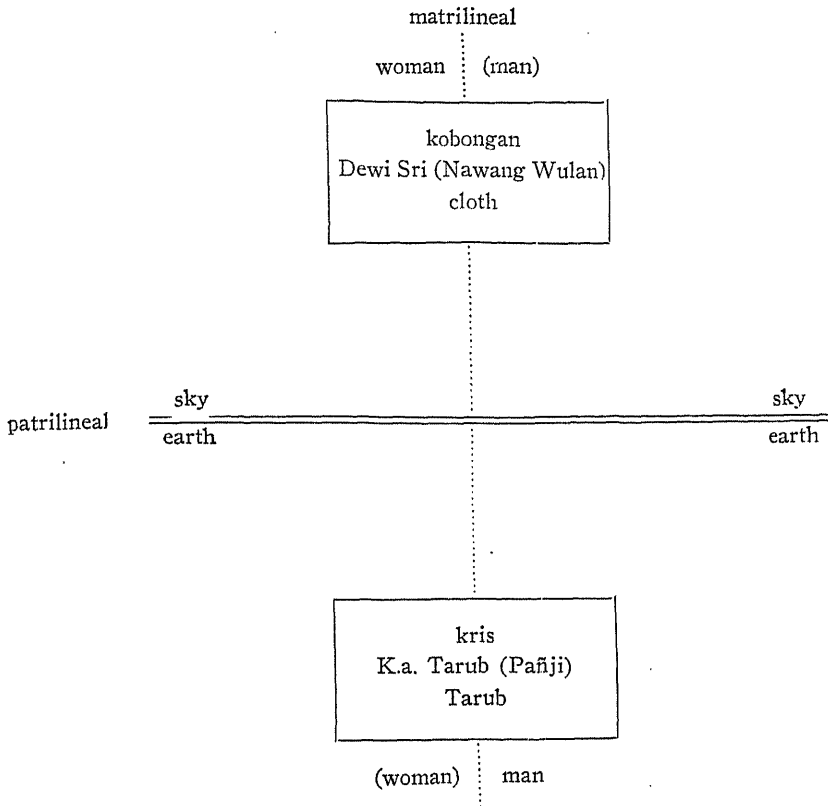 matrilineal
woman (man)
kobongan
Dewi Sri (Nawang Wulan)
cloth
sky sky
patrilineal
earth earth
kris
K.a. Tarub (Pañji)
Tarub
(woman) man